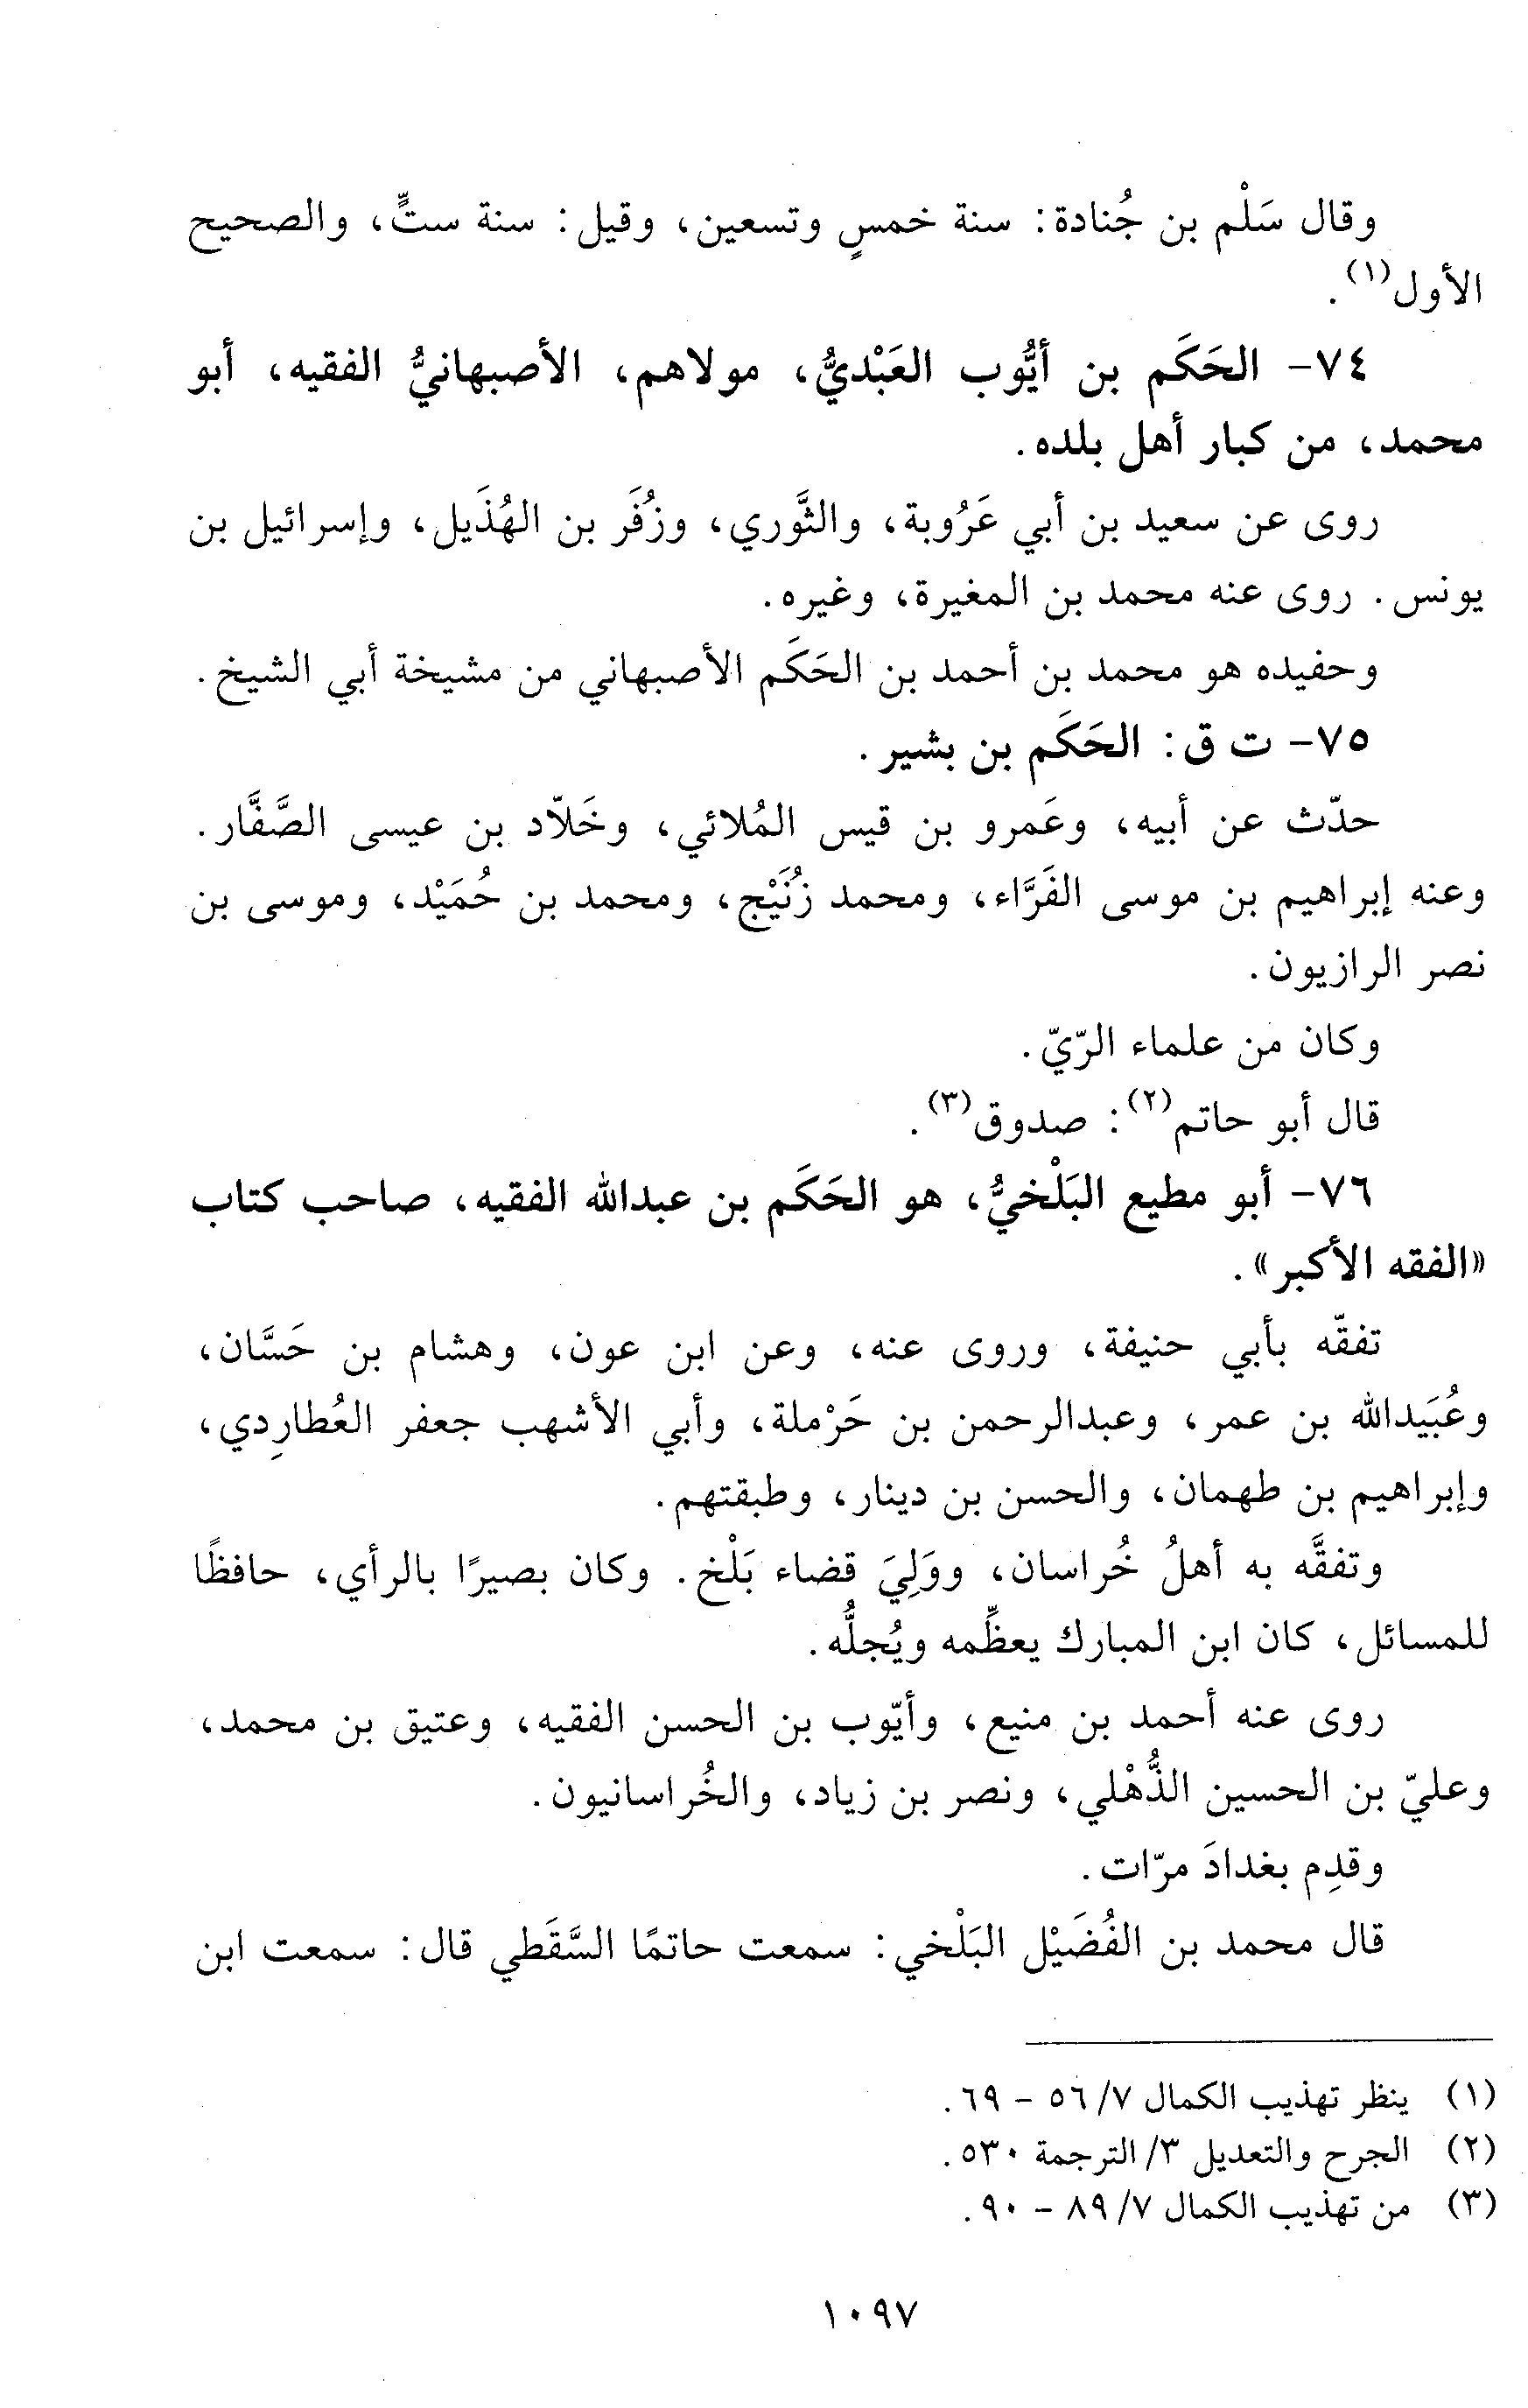 وقال سَلْم بن جُنادة: سنة خمسٍ وتسعين، وقيل: سنة ستٍّ، والصحيح
الأول(١).
٧٤- الحَكَم بن أيُّوب العَبْديُّ، مولاهم، الأصبهانيُّ الفقيه، أبو
محمد، من كبار أهل بلده.
روى عن سعيد بن أبي عَرُوبة، والثَّوري، وزُفَر بن الهُذَيل، وإسرائيل بن
يونس. روى عنه محمد بن المغيرة، وغيره.
وحفيده هو محمد بن أحمد بن الحَكَم الأصبهاني من مشيخة أبي الشيخ.
٧٥- ت ق: الحَكَم بن بشير.
حدّث عن أبيه، وعَمرو بن قيس المُلائي، وخَلاّد بن عيسى الصَّفَّار.
وعنه إبراهيم بن موسى الفَرَّاء، ومحمد زُنَيْج، ومحمد بن حُمَيْد، وموسى بن
نصر الرازيون.
وكان من علماء الرّيّ.
قال أبو حاتم(٢): صدوق(٣).
٧٦- أبو مطيع البَلْخيُّ، هو الحَكَم بن عبدالله الفقيه، صاحب كتاب
«الفقه الأكبر».
تفقّه بأبي حنيفة، وروى عنه، وعن ابن عون، وهشام بن حَسَّان،
وعُبَيدالله بن عمر، وعبدالرحمن بن حَرْملة، وأبي الأشهب جعفر العُطارِدي،
وإبراهيم بن طهمان، والحسن بن دينار، وطبقتهم.
وتفقَّه به أهلُ خُراسان، ووَلِيَ قضاء بَلْخ. وكان بصيرًا بالرأي، حافظًا
للمسائل، كان ابن المبارك يعظِّمه ويُجلُّه.
روى عنه أحمد بن منيع، وأيّوب بن الحسن الفقيه، وعتيق بن محمد،
وعليّ بن الحسين الذُّهْلي، ونصر بن زياد، والخُراسانيون.
وقدِم بغدادَ مرّات.
قال محمد بن الفُضَيْل البَلْخي: سمعت حاتمًا السَّقَطي قال: سمعت ابن
(١) ينظر تهذيب الكمال ٧/ ٥٦ - ٦٩.
(٢) الجرح والتعديل ٣/ الترجمة ٥٣٠.
(٣) من تهذيب الكمال ٧/ ٨٩ - ٩٠.
١٠٩٧